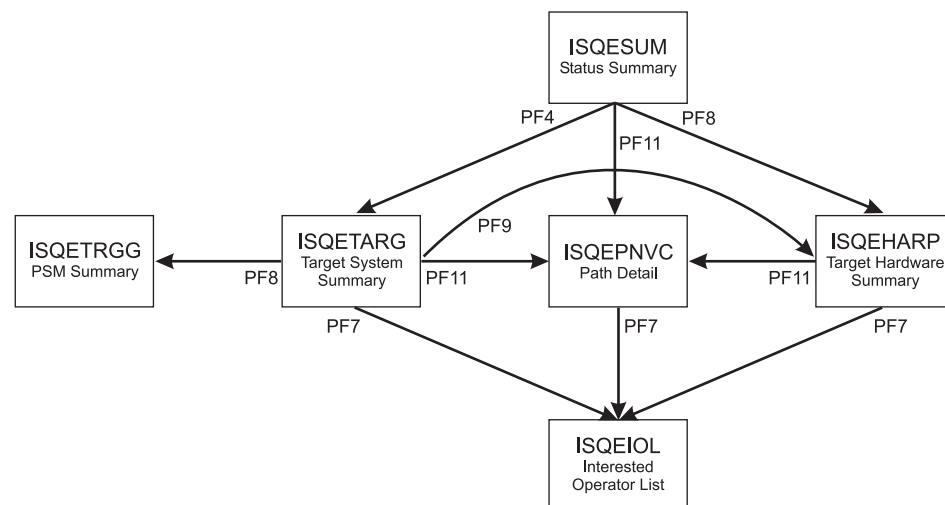 ISQESUM
Status Summary
PF4
PF8
PF11
PF9
ISQETRGG
PSM Summary
ISQETARG
Target System
Summary
ISQEPNVC
Path Detail
ISQEHARP
Target Hardware
Summary
PF8
PF11
PF11
PF7
PF7
PF7
ISQEIOL
Interested
Operator List